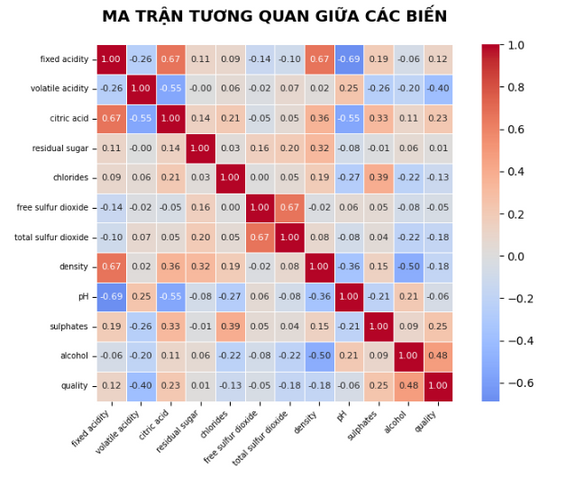 MA TRẬN TƯƠNG QUAN GIỮA CÁC BIẾN
fixed acidity 1.00 -0.26 0.67 0.11 0.09 -0.14 -0.10 0.67 -0.69 0.19 -0.06 0.12
volatile acidity -0.26 1.00 -0.55 -0.00 0.06 -0.02 0.07 0.02 0.25 -0.26 -0.20 -0.40
citric acid 0.67 -0.55 1.00 0.14 0.21 -0.05 0.05 0.36 -0.55 0.33 0.11 0.23
residual sugar 0.11 -0.00 0.14 1.00 0.03 0.16 0.20 0.32 -0.08 -0.01 0.06 0.01
chlorides 0.09 0.06 0.21 0.03 1.00 0.00 0.05 0.19 -0.27 0.39 -0.22 -0.13
free sulfur dioxide -0.14 -0.02 -0.05 0.16 0.00 1.00 0.67 -0.02 0.06 0.05 -0.08 -0.05
total sulfur dioxide -0.10 0.07 0.05 0.20 0.05 0.67 1.00 0.08 -0.08 0.04 -0.22 -0.18
density 0.67 0.02 0.36 0.32 0.19 -0.02 0.08 1.00 -0.36 0.15 -0.50 -0.18
pH -0.69 0.25 -0.55 -0.08 -0.27 0.06 -0.08 -0.36 1.00 -0.21 0.21 -0.06
sulphates 0.19 -0.26 0.33 -0.01 0.39 0.05 0.04 0.15 -0.21 1.00 0.09 0.25
alcohol -0.06 -0.20 0.11 0.06 -0.22 -0.08 -0.22 -0.50 0.21 0.09 1.00 0.48
quality 0.12 -0.40 0.23 0.01 -0.13 -0.05 -0.18 -0.18 -0.06 0.25 0.48 1.00
fixed acidity
volatile acidity
citric acid
residual sugar
chlorides
free sulfur dioxide
total sulfur dioxide
density
pH
sulphates
alcohol
quality
1.0
0.8
0.6
0.4
0.2
0.0
−0.2
−0.4
−0.6